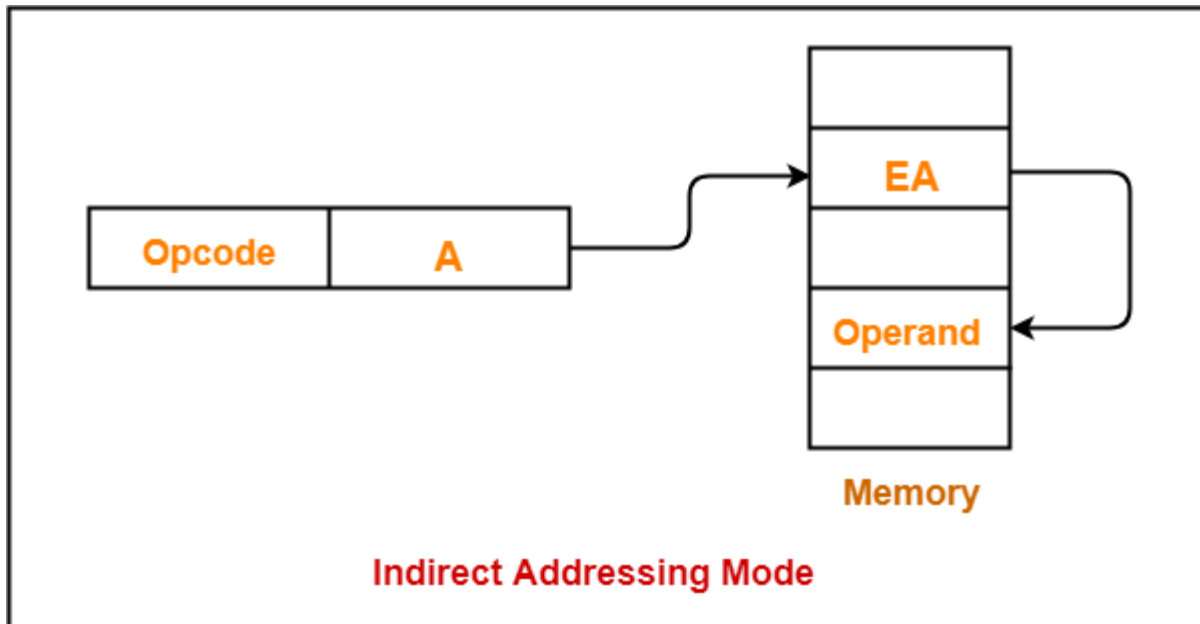 EA
Opcode
A
Operand
Memory
Indirect Addressing Mode